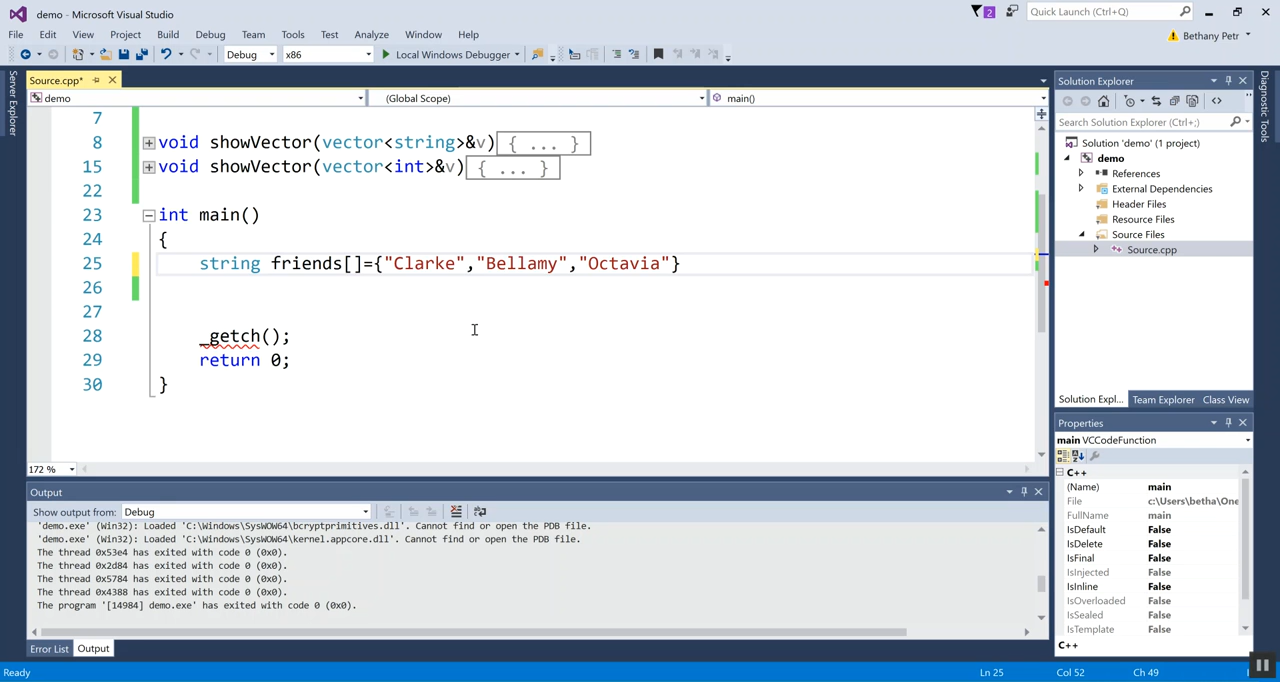 demo - Microsoft Visual Studio
2
Quick Launch (Ctrl+Q)
File Edit View Project Build Debug Team Tools Test Analyze Window Help
Bethany Petr
Debug x86 Local Windows Debugger
Server Explorer
Source.cpp*
demo (Global Scope) main()
7
8 void showVector(vector<string>&v){ ... }
15 void showVector(vector<int>&v){ ... }
22
23 int main()
24 {
25 string friends[]={"Clarke","Bellamy","Octavia"}
26
27
28 _getch();
29 return 0;
30 }
172 %
Solution Explorer
Search Solution Explorer (Ctrl+;)
Solution 'demo' (1 project)
demo
References
External Dependencies
Header Files
Resource Files
Source Files
Source.cpp
Solution Expl... Team Explorer Class View
Diagnostic Tools
Properties
main VCCodeFunction
C++
(Name) main
File c:\Users\betha\One
FullName main
IsDefault False
IsDelete False
IsFinal False
IsInjected False
IsInline False
IsOverloaded False
IsSealed False
IsTemplate False
C++
Output
Show output from: Debug
'demo.exe' (Win32): Loaded 'C:\Windows\SysWOW64\bcryptprimitives.dll'. Cannot find or open the PDB file.
'demo.exe' (Win32): Loaded 'C:\Windows\SysWOW64\kernel.appcore.dll'. Cannot find or open the PDB file.
The thread 0x53e4 has exited with code 0 (0x0).
The thread 0x2d84 has exited with code 0 (0x0).
The thread 0x5784 has exited with code 0 (0x0).
The thread 0x4388 has exited with code 0 (0x0).
The program '[14984] demo.exe' has exited with code 0 (0x0).
Error List Output
Ready Ln 25 Col 52 Ch 49